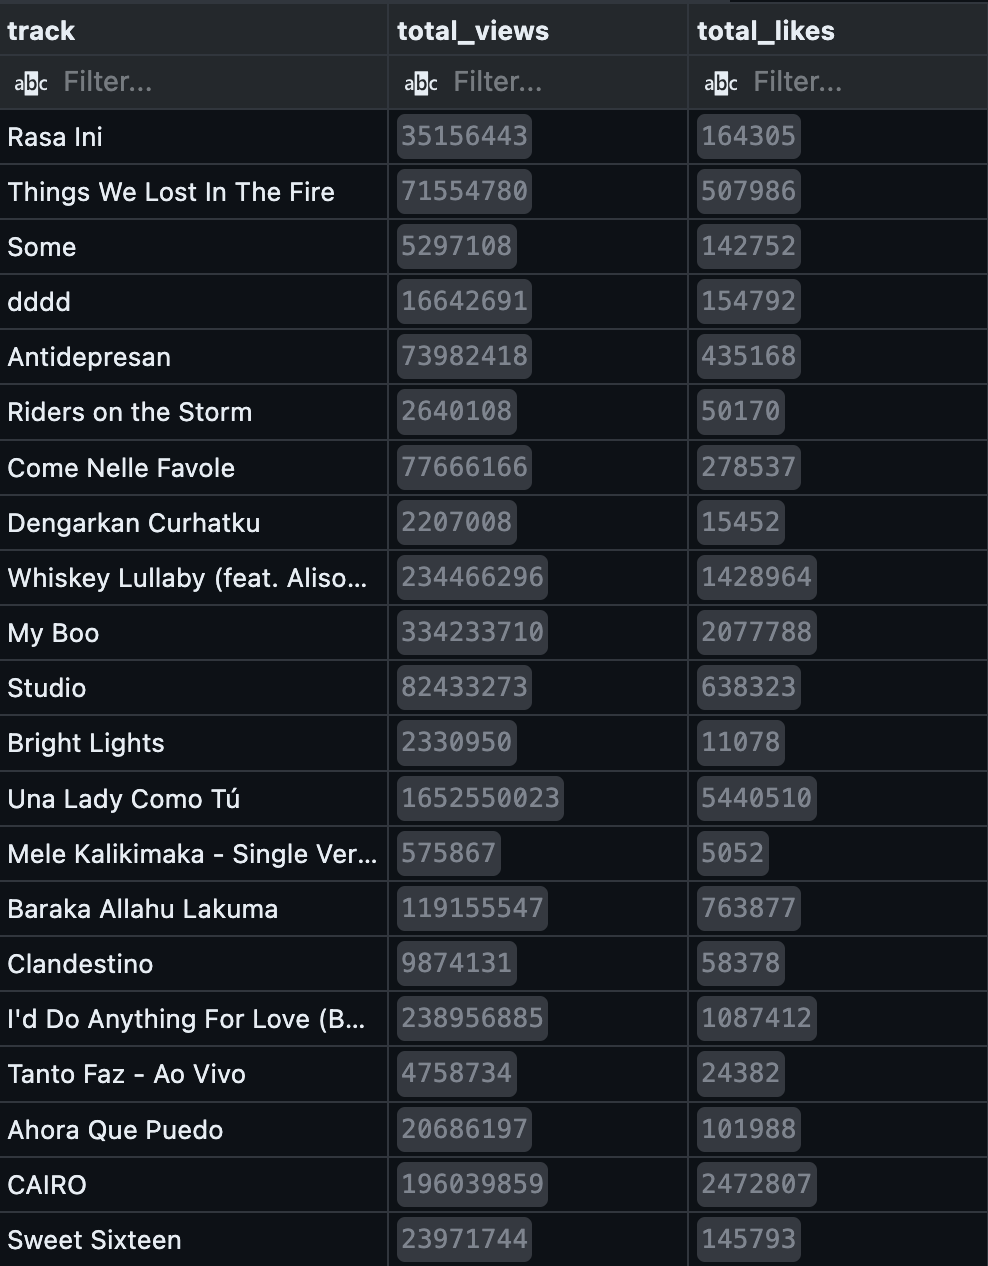 track total_views total_likes
abc Filter... abc Filter... abc Filter...
Rasa Ini 35156443 164305
Things We Lost In The Fire 71554780 507986
Some 5297108 142752
dddd 16642691 154792
Antidepresan 73982418 435168
Riders on the Storm 2640108 50170
Come Nelle Favole 77666166 278537
Dengarkan Curhatku 2207008 15452
Whiskey Lullaby (feat. Aliso... 234466296 1428964
My Boo 334233710 2077788
Studio 82433273 638323
Bright Lights 2330950 11078
Una Lady Como Tú 1652550023 5440510
Mele Kalikimaka - Single Ver... 575867 5052
Baraka Allahu Lakuma 119155547 763877
Clandestino 9874131 58378
I'd Do Anything For Love (B... 238956885 1087412
Tanto Faz - Ao Vivo 4758734 24382
Ahora Que Puedo 20686197 101988
CAIRO 196039859 2472807
Sweet Sixteen 23971744 145793